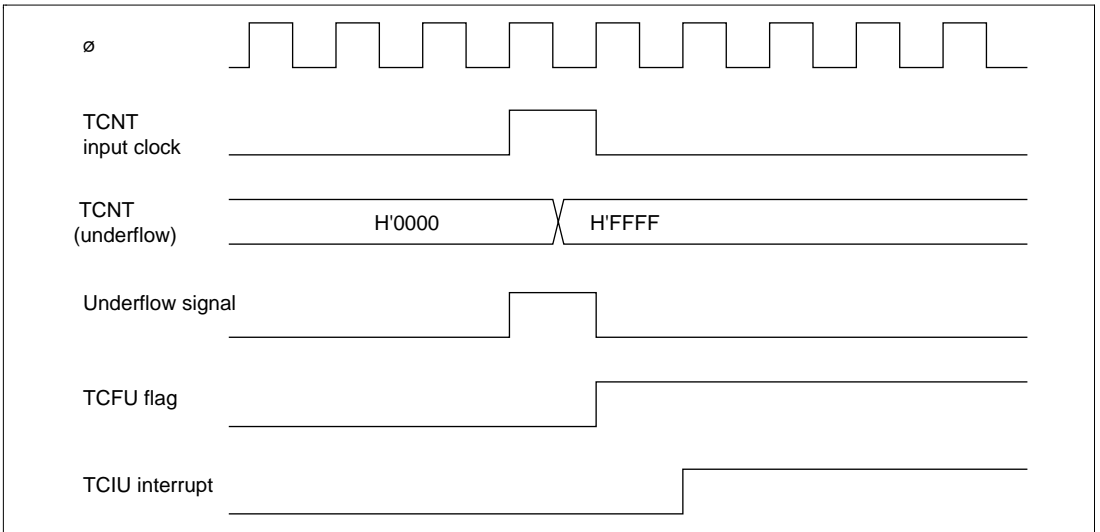 ø
TCNT
input clock
TCNT
(underflow)
H'0000
H'FFFF
Underflow signal
TCFU flag
TCIU interrupt